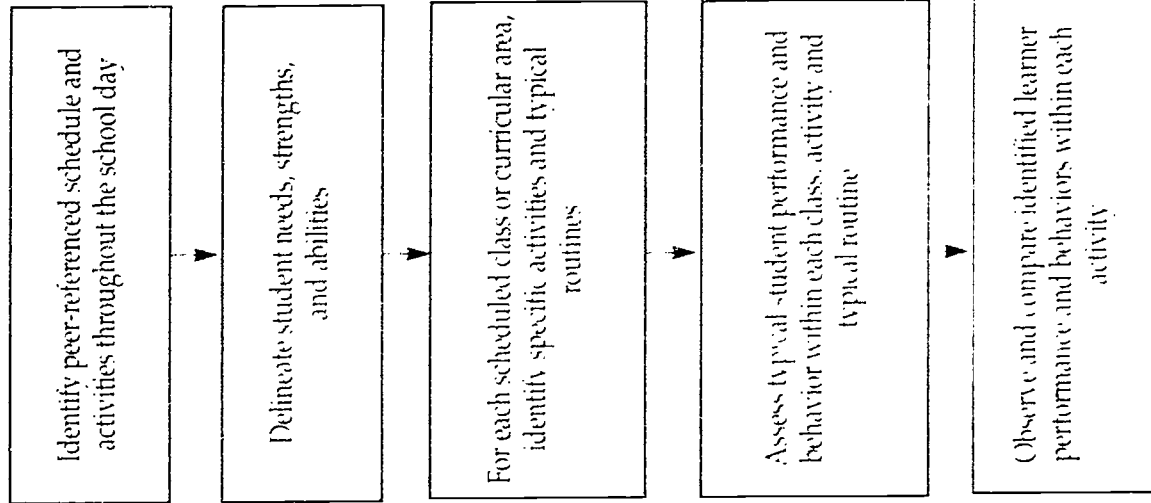 Identify peer-referenced schedule and
activities throughout the school day
Delineate student needs, strengths,
and abilities
For each scheduled class or curricular area,
identify specific activities and typical
routines
Assess typical student performance and
behavior within each class, activity and
typical routine
Observe and compare identified learner
performance and behaviors within each
activity